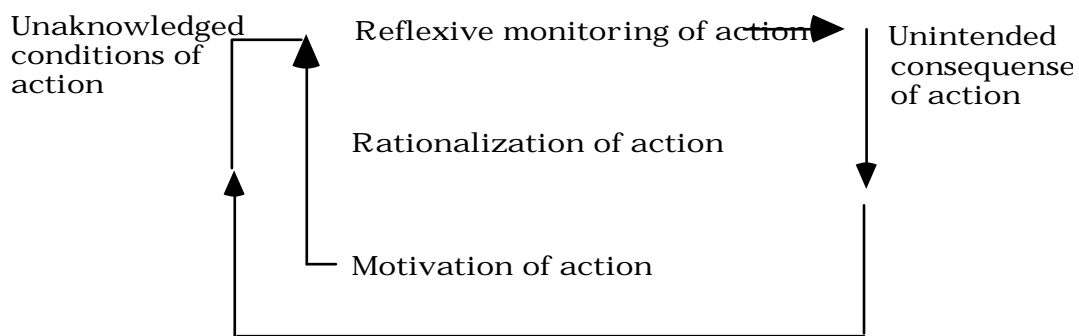 Unaknowledged
conditions of
action
Reflexive monitoring of action
Unintended
consequense
of action
Rationalization of action
Motivation of action